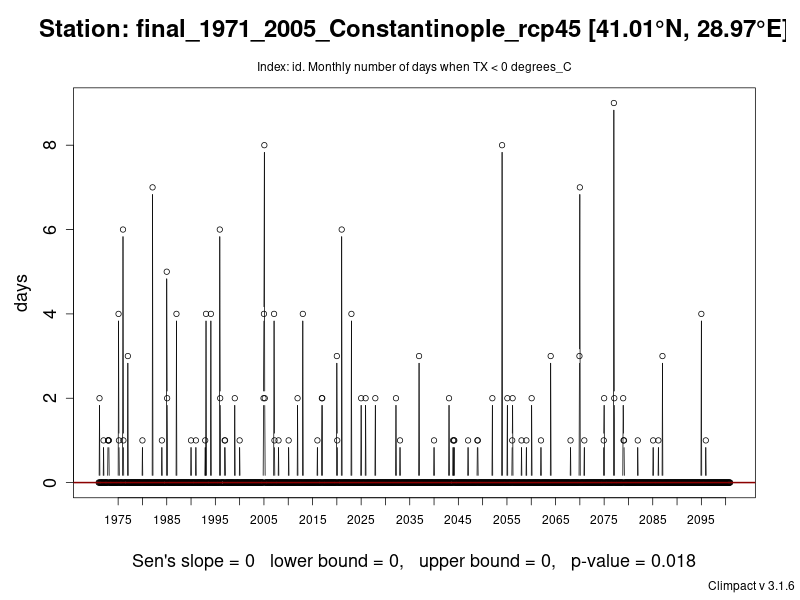 Station: final_1971_2005_Constantinople_rcp45 [41.01°N, 28.97°E]
Index: id. Monthly number of days when TX < 0 degrees_C
days
8
6
4
2
0
1975 1985 1995 2005 2015 2025 2035 2045 2055 2065 2075 2085 2095
Sen's slope = 0 lower bound = 0, upper bound = 0, p-value = 0.018
Climpact v 3.1.6